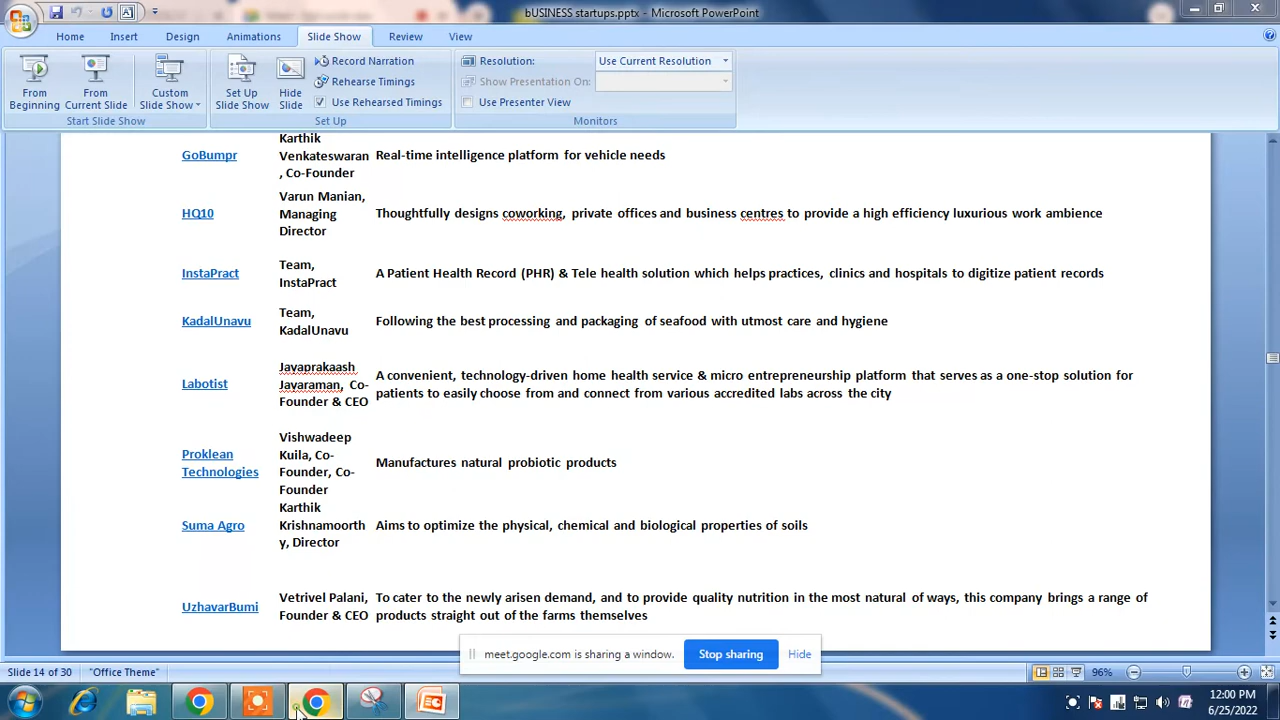 bUSINESS startups.pptx - Microsoft PowerPoint
Home Insert Design Animations Slide Show Review View
From Beginning
From Current Slide
Custom Slide Show
Start Slide Show
Set Up Slide Show
Hide Slide
Record Narration
Rehearse Timings
Use Rehearsed Timings
Set Up
Resolution: Use Current Resolution
Show Presentation On:
Use Presenter View
Monitors
GoBumpr
Karthik
Venkateswaran
, Co-Founder
Real-time intelligence platform for vehicle needs
HQ10
Varun Manian,
Managing
Director
Thoughtfully designs coworking, private offices and business centres to provide a high efficiency luxurious work ambience
InstaPract
Team,
InstaPract
A Patient Health Record (PHR) & Tele health solution which helps practices, clinics and hospitals to digitize patient records
KadalUnavu
Team,
KadalUnavu
Following the best processing and packaging of seafood with utmost care and hygiene
Labotist
Jayaprakaash
Jayaraman, Co-
Founder & CEO
A convenient, technology-driven home health service & micro entrepreneurship platform that serves as a one-stop solution for
patients to easily choose from and connect from various accredited labs across the city
Proklean
Technologies
Vishwadeep
Kuila, Co-
Founder, Co-
Founder
Manufactures natural probiotic products
Suma Agro
Karthik
Krishnamoorth
y, Director
Aims to optimize the physical, chemical and biological properties of soils
UzhavarBumi
Vetrivel Palani,
Founder & CEO
To cater to the newly arisen demand, and to provide quality nutrition in the most natural of ways, this company brings a range of
products straight out of the farms themselves
meet.google.com is sharing a window. Stop sharing Hide
Slide 14 of 30 "Office Theme" 96%
12:00 PM
6/25/2022